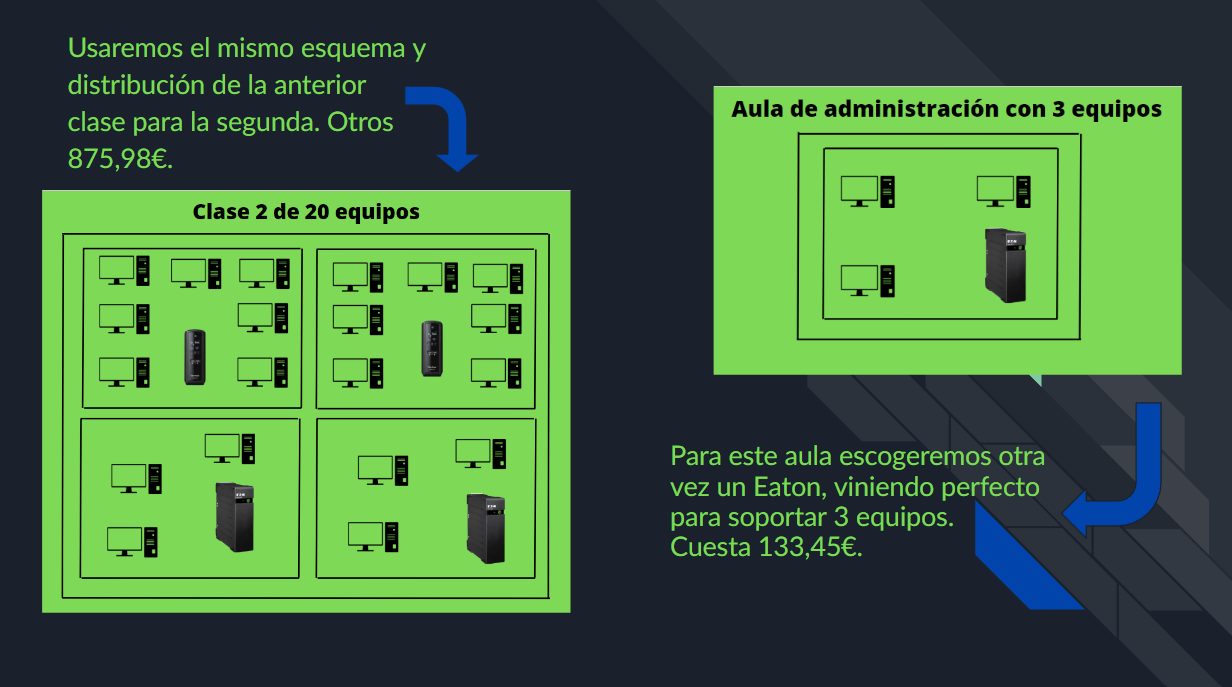 Usaremos el mismo esquema y
distribución de la anterior
clase para la segunda. Otros
875,98€.
Clase 2 de 20 equipos
Aula de administración con 3 equipos
Para este aula escogeremos otra
vez un Eaton, viniendo perfecto
para soportar 3 equipos.
Cuesta 133,45€.